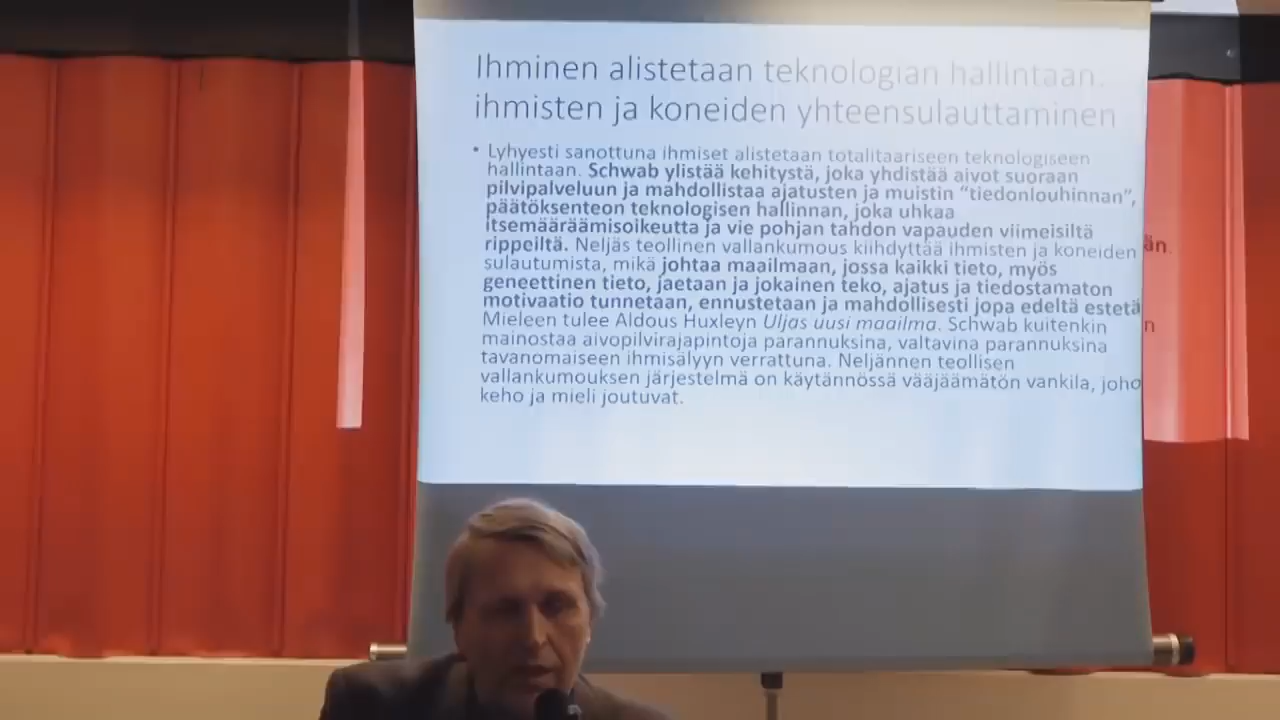 Ihminen alistetaan teknologian hallintaan:
ihmisten ja koneiden yhteensulauttaminen
• Lyhyesti sanottuna ihmiset alistetaan totalitaariseen teknologiseen
hallintaan. Schwab ylistää kehitystä, joka yhdistää aivot suoraan
pilvipalveluun ja mahdollistaa ajatusten ja muistin “tiedonlouhinnan”,
päätöksenteon teknologisen hallinnan, joka uhkaa
itsemääräämisoikeutta ja vie pohjan tahdon vapauden viimeisiltä
rippeiltä. Neljäs teollinen vallankumous kiihdyttää ihmisten ja koneiden
sulautumista, mikä johtaa maailmaan, jossa kaikki tieto, myös
geneettinen tieto, jaetaan ja jokainen teko, ajatus ja tiedostamaton
motivaatio tunnetaan, ennustetaan ja mahdollisesti jopa edeltä estetä
Mieleen tulee Aldous Huxleyn Uljas uusi maailma. Schwab kuitenkin
mainostaa aivopilvirajapintoja parannuksina, valtavina parannuksina
tavanomaiseen ihmisälyyn verrattuna. Neljännen teollisen
vallankumouksen järjestelmä on käytännössä vääjäämätön vankila, joho
keho ja mieli joutuvat.
än.
n